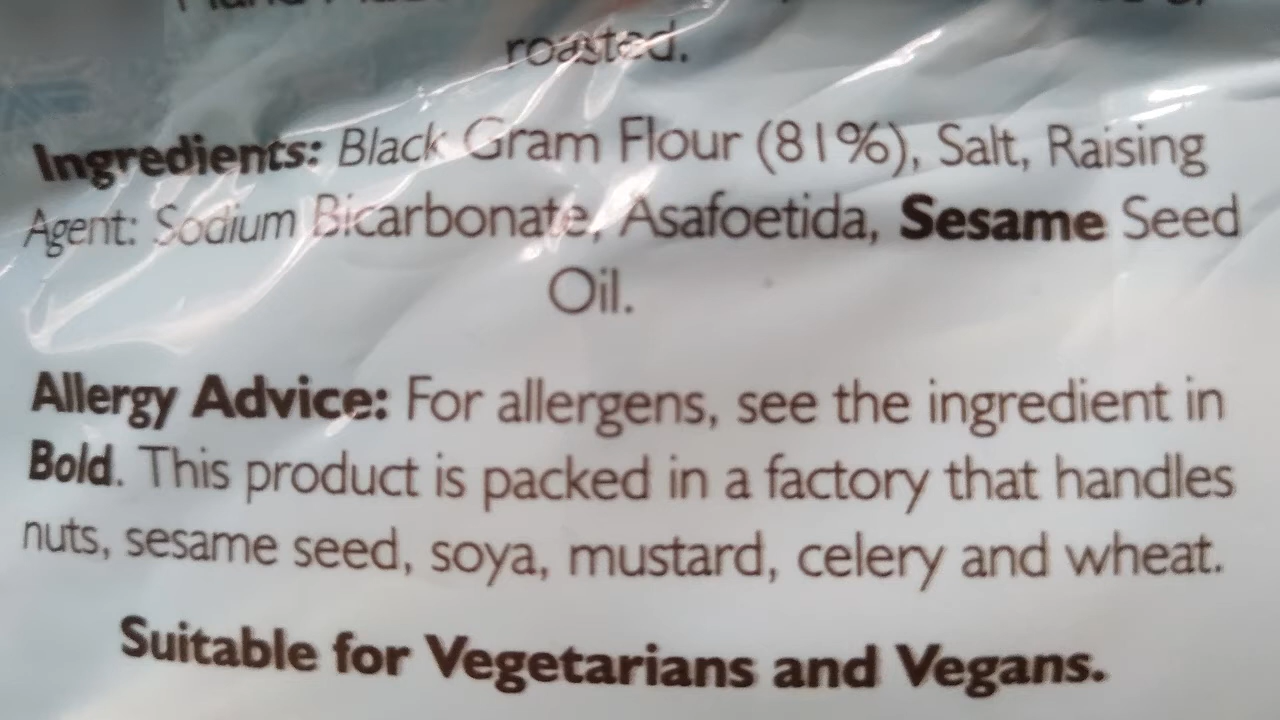 roasted.
Ingredients: Black Gram Flour (81%), Salt, Raising
Agent: Sodium Bicarbonate, Asafoetida, Sesame Seed
Oil.
Allergy Advice: For allergens, see the ingredient in
Bold. This product is packed in a factory that handles
nuts, sesame seed, soya, mustard, celery and wheat.
Suitable for Vegetarians and Vegans.